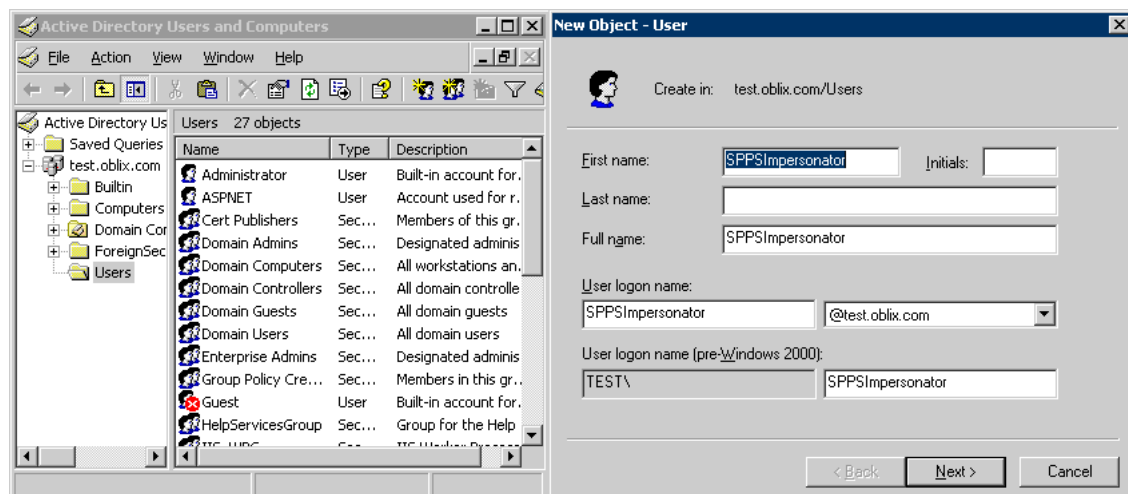 Active Directory Users and Computers
File Action View Window Help
Active Directory Us
Saved Queries
test.oblix.com
Builtin
Computers
Domain Cor
ForeignSec
Users
Users 27 objects
Name Type Description
Administrator User Built-in account for.
ASPNET User Account used for r.
Cert Publishers Sec... Members of this gr.
Domain Admins Sec... Designated adminis
Domain Computers Sec... All workstations an.
Domain Controllers Sec... All domain controlle
Domain Guests Sec... All domain guests
Domain Users Sec... All domain users
Enterprise Admins Sec... Designated adminis
Group Policy Cre... Sec... Members in this gr..
Guest User Built-in account for.
HelpServicesGroup Sec... Group for the Help
New Object - User
Create in: test.oblix.com/Users
First name: SPPSImpersonator Initials:
Last name:
Full name: SPPSImpersonator
User logon name:
SPPSImpersonator @test.oblix.com
User logon name (pre-Windows 2000):
TEST\ SPPSImpersonator
< Back Next > Cancel